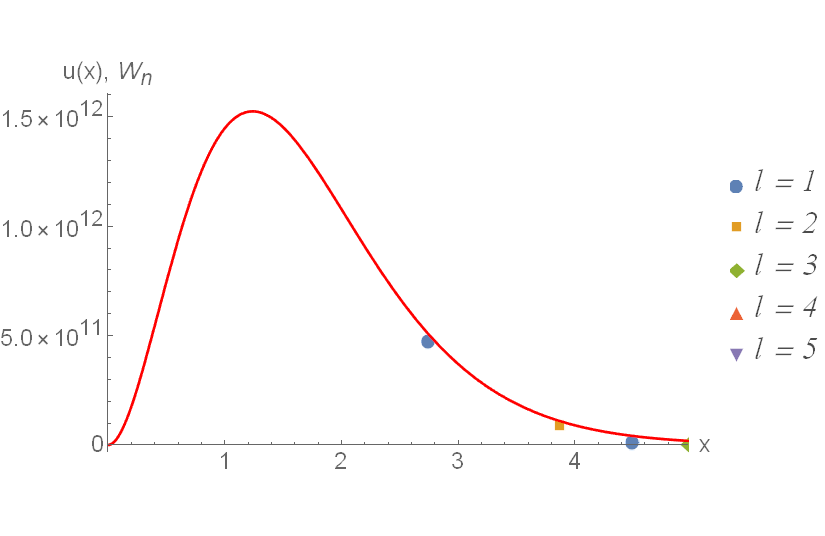 u(x), Wn
1.5×10^12
1.0×10^12
5.0×10^11
0
1 2 3 4
x
l = 1
l = 2
l = 3
l = 4
l = 5